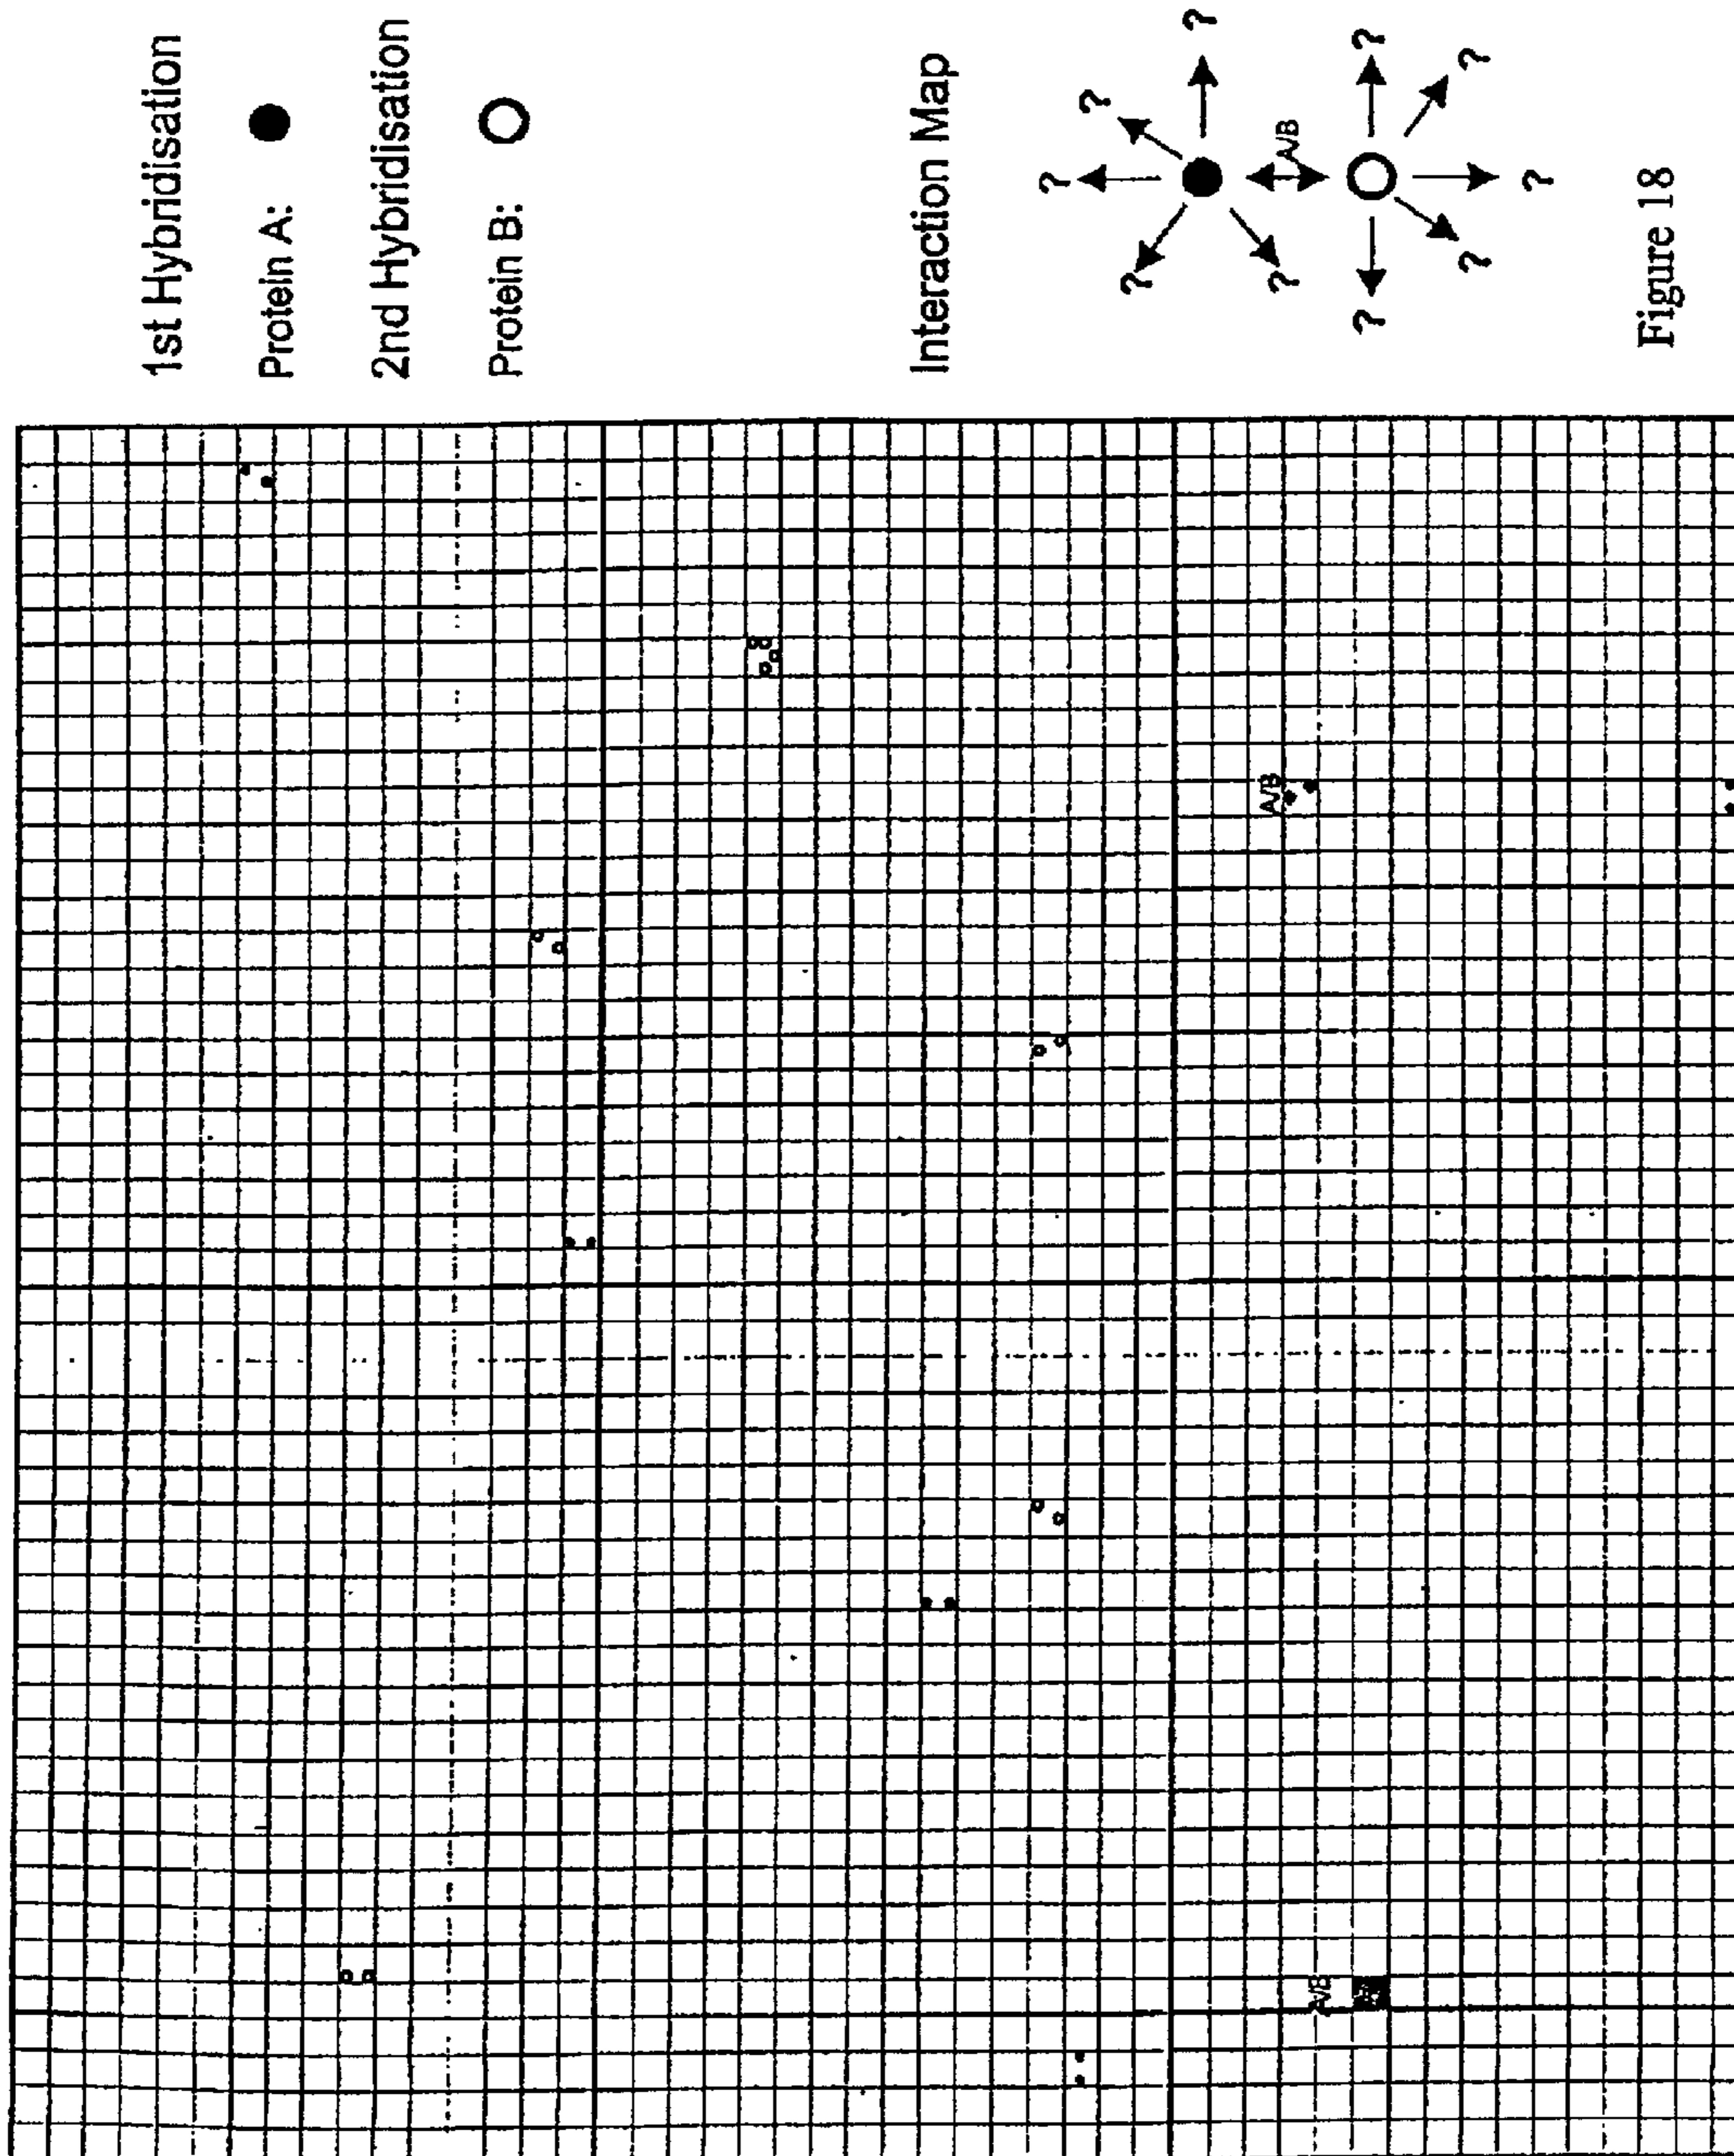 1st Hybridisation
Protein A:
2nd Hybridisation
Protein B:
Interaction Map
?
?
?
?
?
A/B
?
?
?
?
?
A/B
A/B
Figure 18